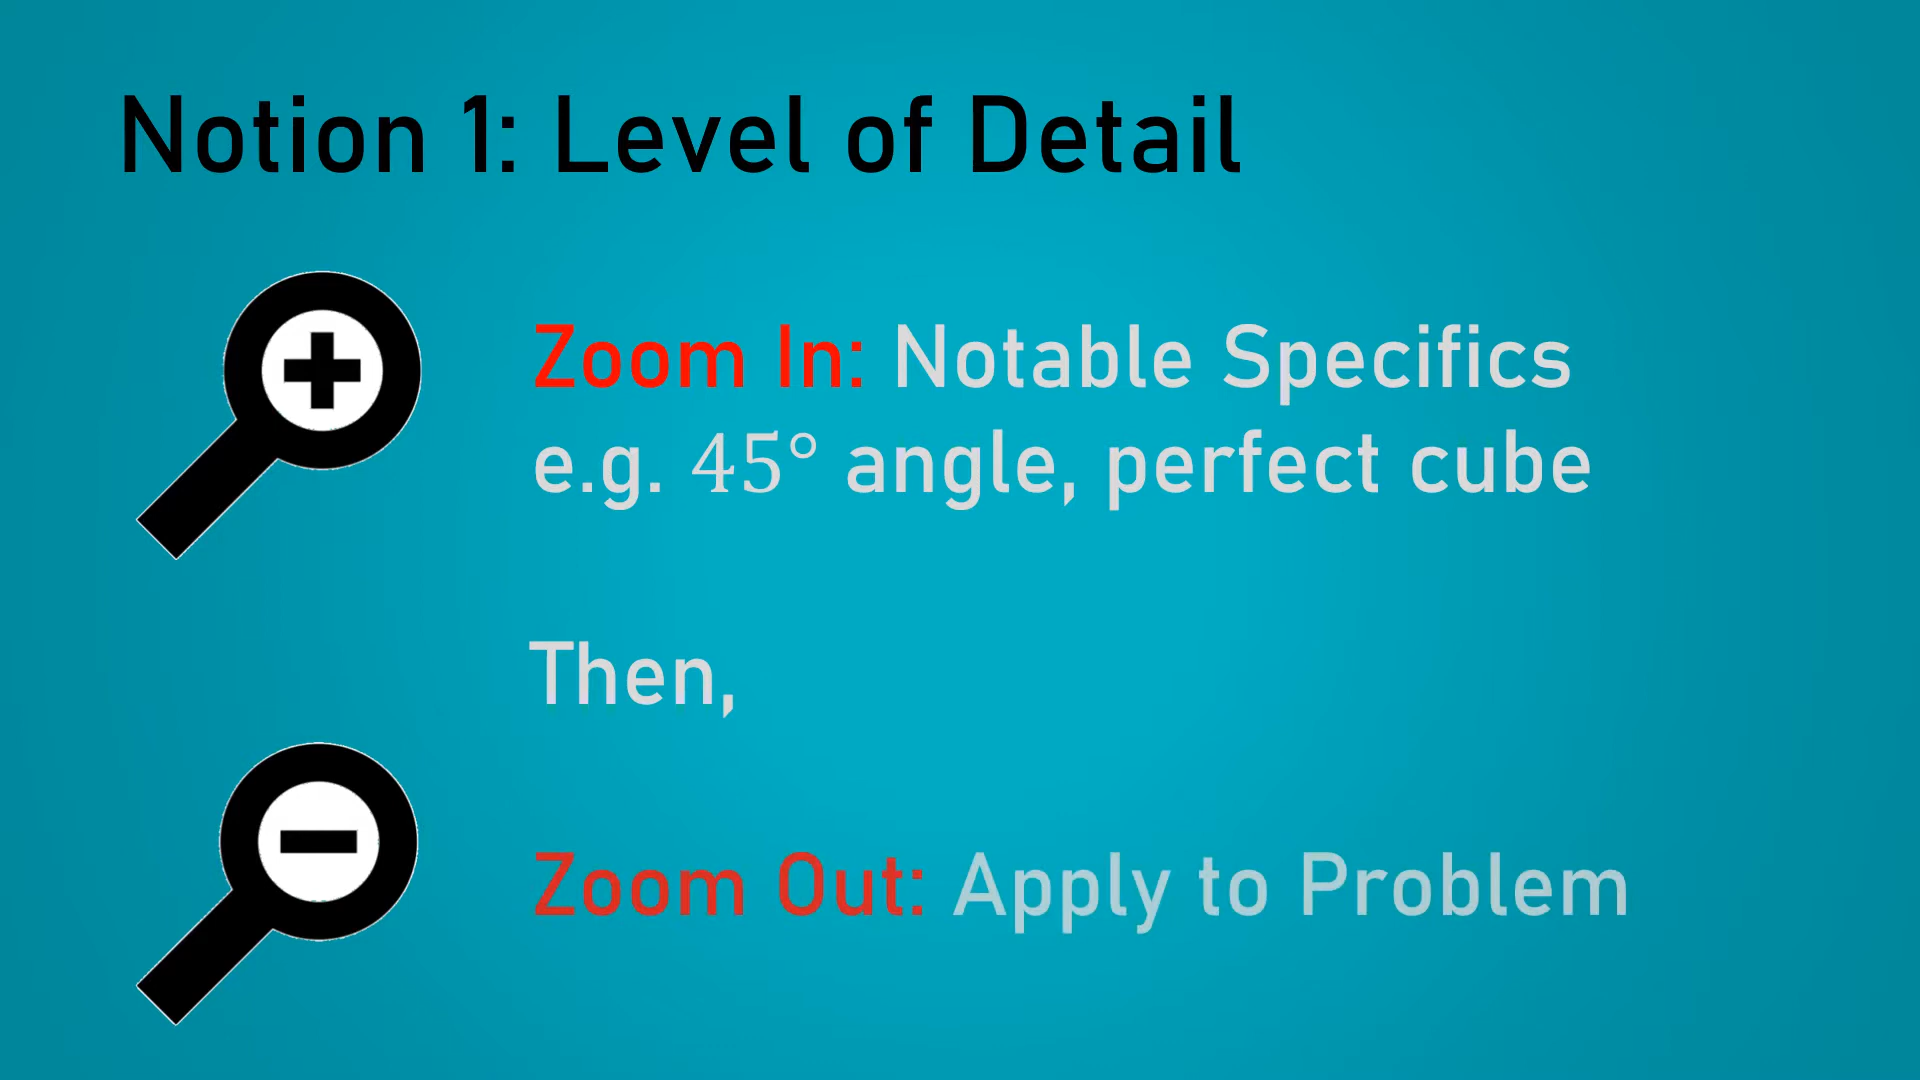 Notion 1: Level of Detail
Zoom In: Notable Specifics
e.g. 45° angle, perfect cube
Then,
Zoom Out: Apply to Problem